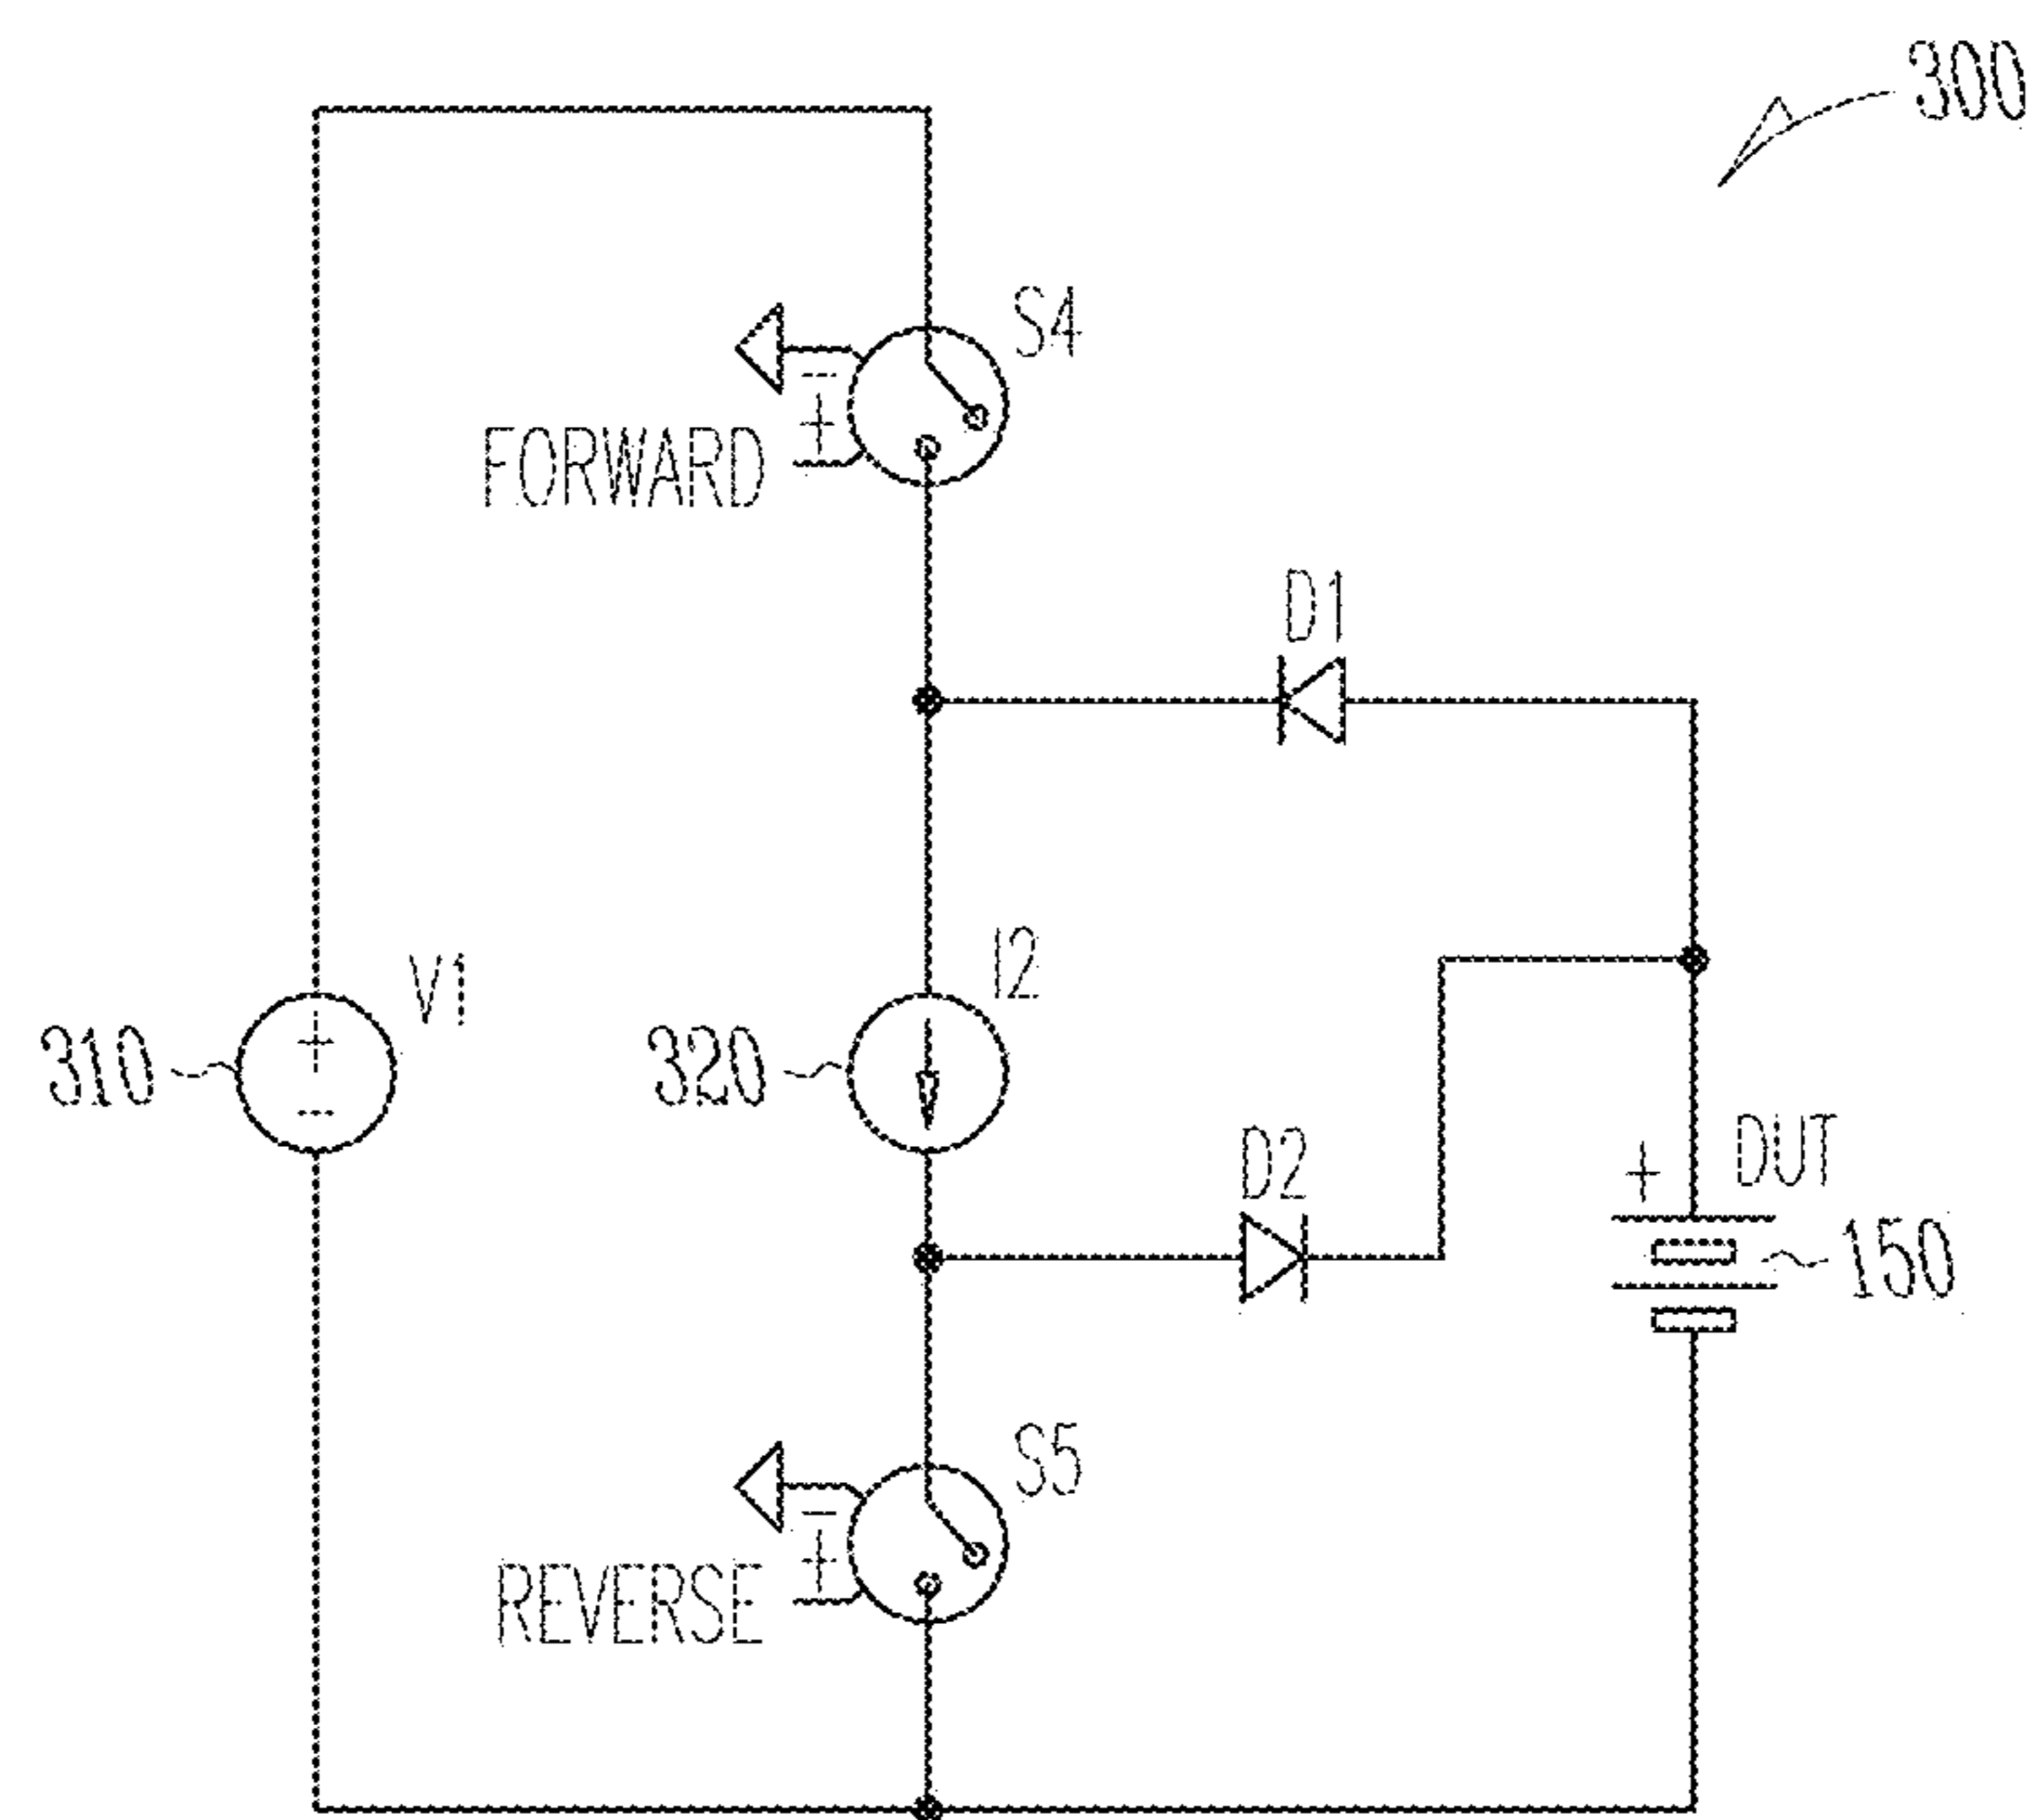 300
S4
- +
FORWARD
D1
V1
310
+ -
I2
320
D2
+
DUT
150
S5
- +
REVERSE